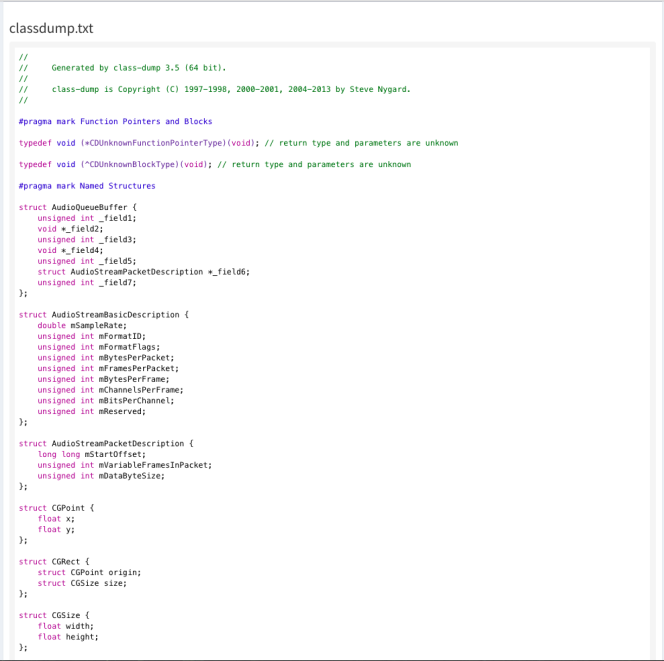 classdump.txt
//
//     Generated by class-dump 3.5 (64 bit).
//
//     class-dump is Copyright (C) 1997-1998, 2000-2001, 2004-2013 by Steve Nygard.
//
#pragma mark Function Pointers and Blocks
typedef void (*CDUnknownFunctionPointerType)(void); // return type and parameters are unknown
typedef void (^CDUnknownBlockType)(void); // return type and parameters are unknown
#pragma mark Named Structures
struct AudioQueueBuffer {
    unsigned int _field1;
    void *_field2;
    unsigned int _field3;
    void *_field4;
    unsigned int _field5;
    struct AudioStreamPacketDescription *_field6;
    unsigned int _field7;
};
struct AudioStreamBasicDescription {
    double mSampleRate;
    unsigned int mFormatID;
    unsigned int mFormatFlags;
    unsigned int mBytesPerPacket;
    unsigned int mFramesPerPacket;
    unsigned int mBytesPerFrame;
    unsigned int mChannelsPerFrame;
    unsigned int mBitsPerChannel;
    unsigned int mReserved;
};
struct AudioStreamPacketDescription {
    long long mStartOffset;
    unsigned int mVariableFramesInPacket;
    unsigned int mDataByteSize;
};
struct CGPoint {
    float x;
    float y;
};
struct CGRect {
    struct CGPoint origin;
    struct CGSize size;
};
struct CGSize {
    float width;
    float height;
};